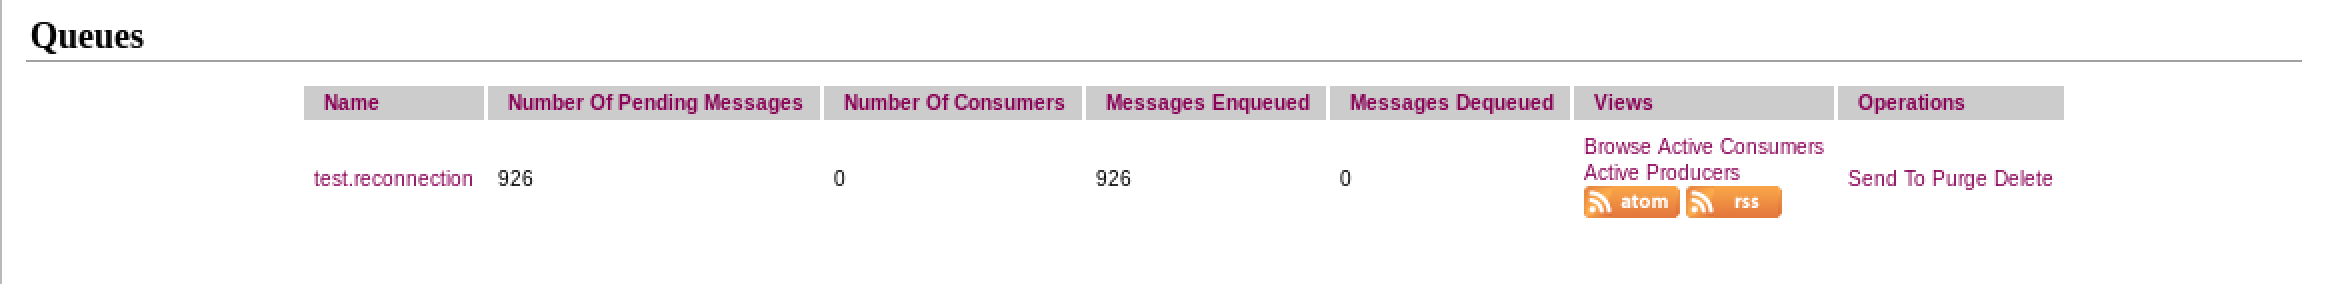 Queues
Name Number Of Pending Messages Number Of Consumers Messages Enqueued Messages Dequeued Views Operations
test.reconnection 926 0 926 0 Browse Active Consumers
Active Producers
atom rss Send To Purge Delete